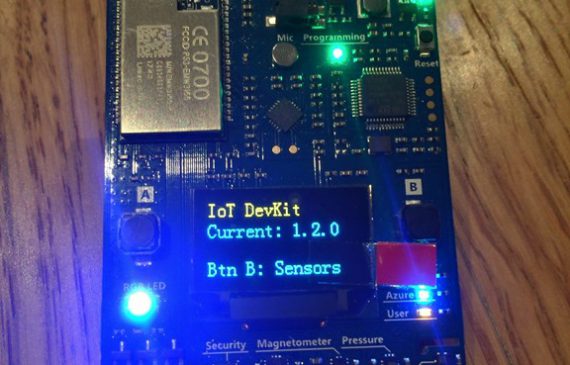 Mic Programming
CE 0700
Reset
A
B
IoT DevKit
Current: 1.2.0
Btn B: Sensors
RGB LED
Azure
User
Security Magnetometer Pressure